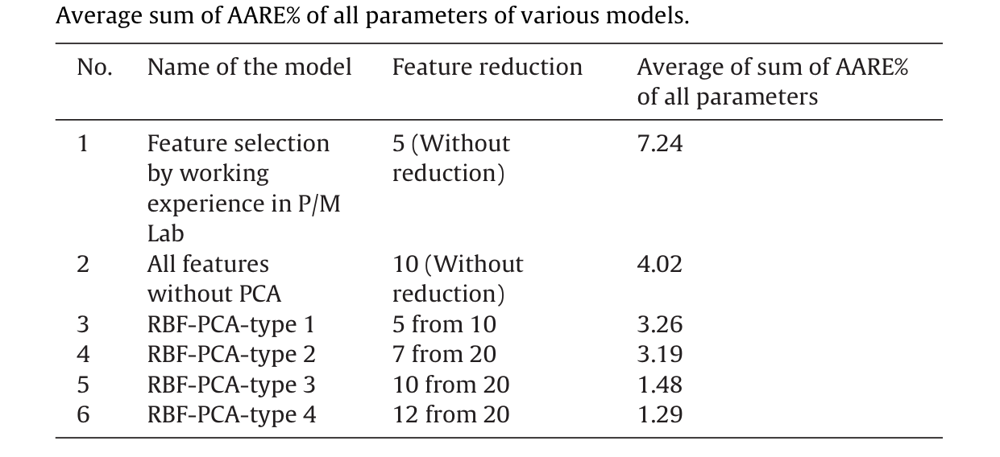 Average sum of AARE% of all parameters of various models.
No. Name of the model Feature reduction Average of sum of AARE%
of all parameters
1 Feature selection 5 (Without 7.24
by working reduction)
experience in P/M
Lab
2 All features 10 (Without 4.02
without PCA reduction)
3 RBF-PCA-type 1 5 from 10 3.26
4 RBF-PCA-type 2 7 from 20 3.19
5 RBF-PCA-type 3 10 from 20 1.48
6 RBF-PCA-type 4 12 from 20 1.29